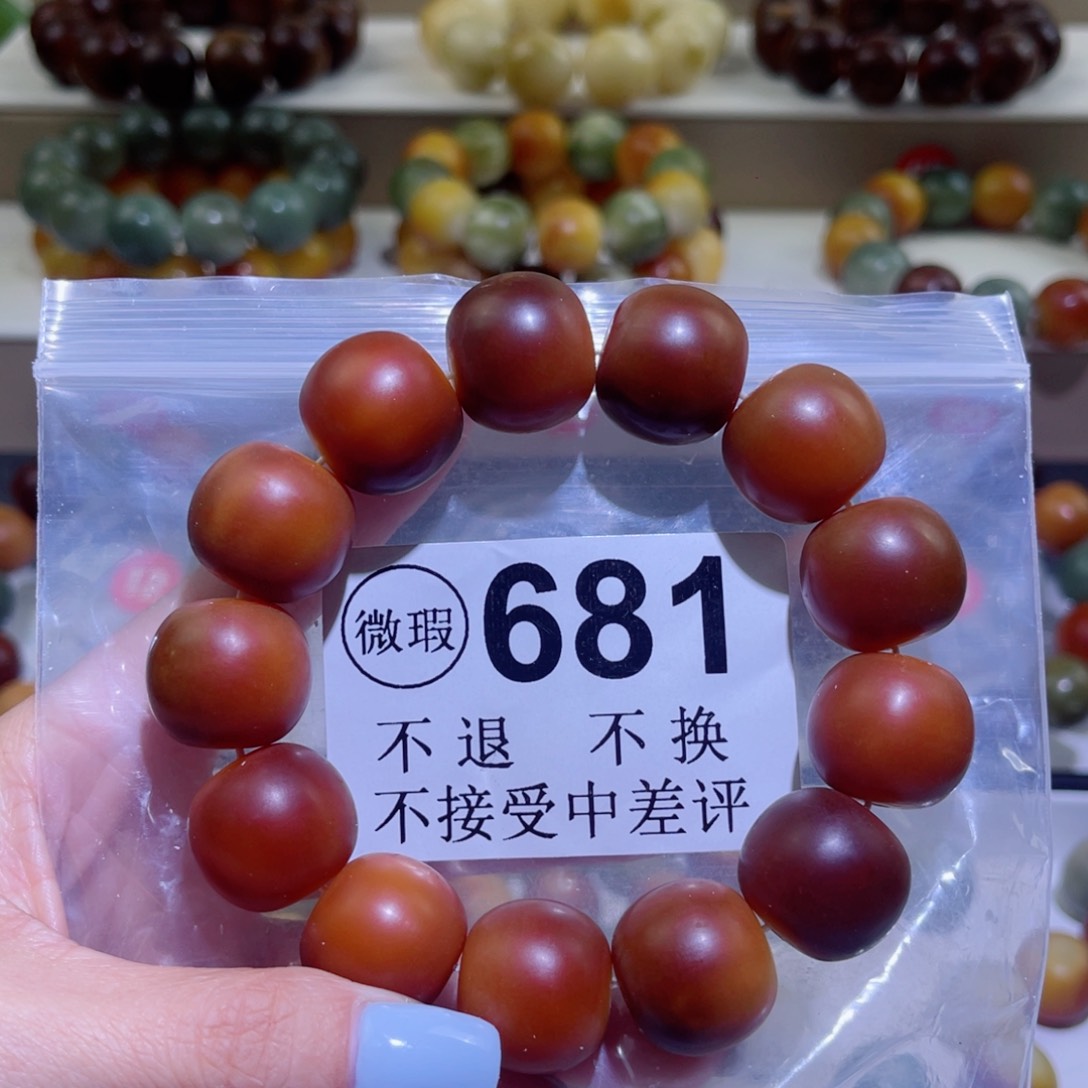 微瑕 681
不退 不换
不接受中差评